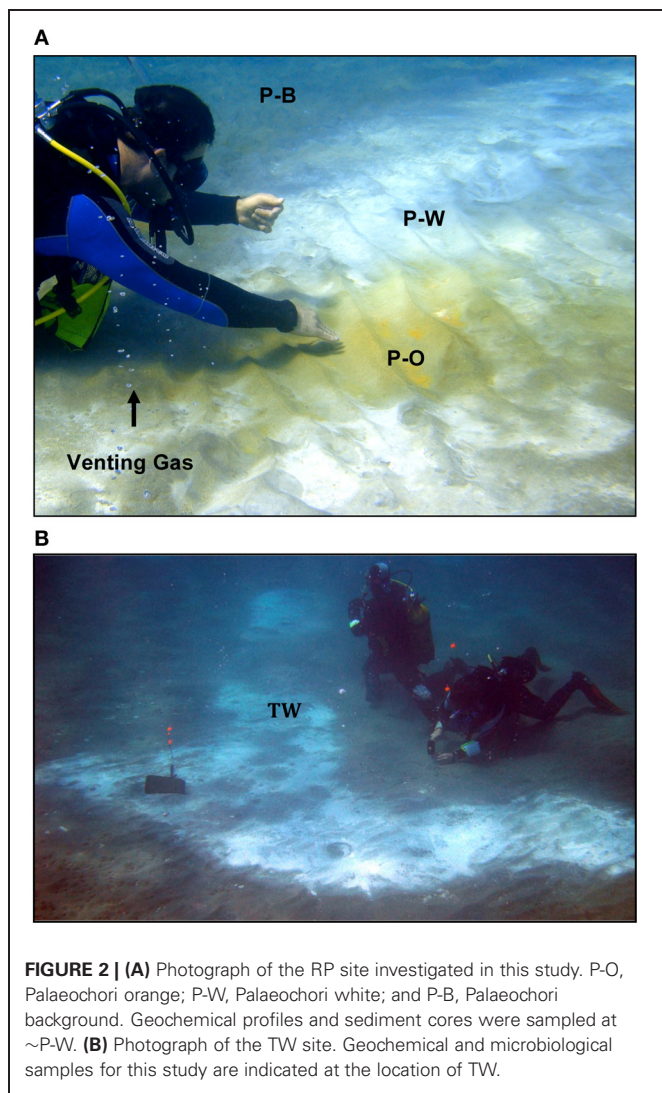 A
P-B
P-W
P-O
Venting Gas
B
TW
FIGURE 2 | (A) Photograph of the RP site investigated in this study. P-O,
Palaeochori orange; P-W, Palaeochori white; and P-B, Palaeochori
background. Geochemical profiles and sediment cores were sampled at
∼P-W. (B) Photograph of the TW site. Geochemical and microbiological
samples for this study are indicated at the location of TW.